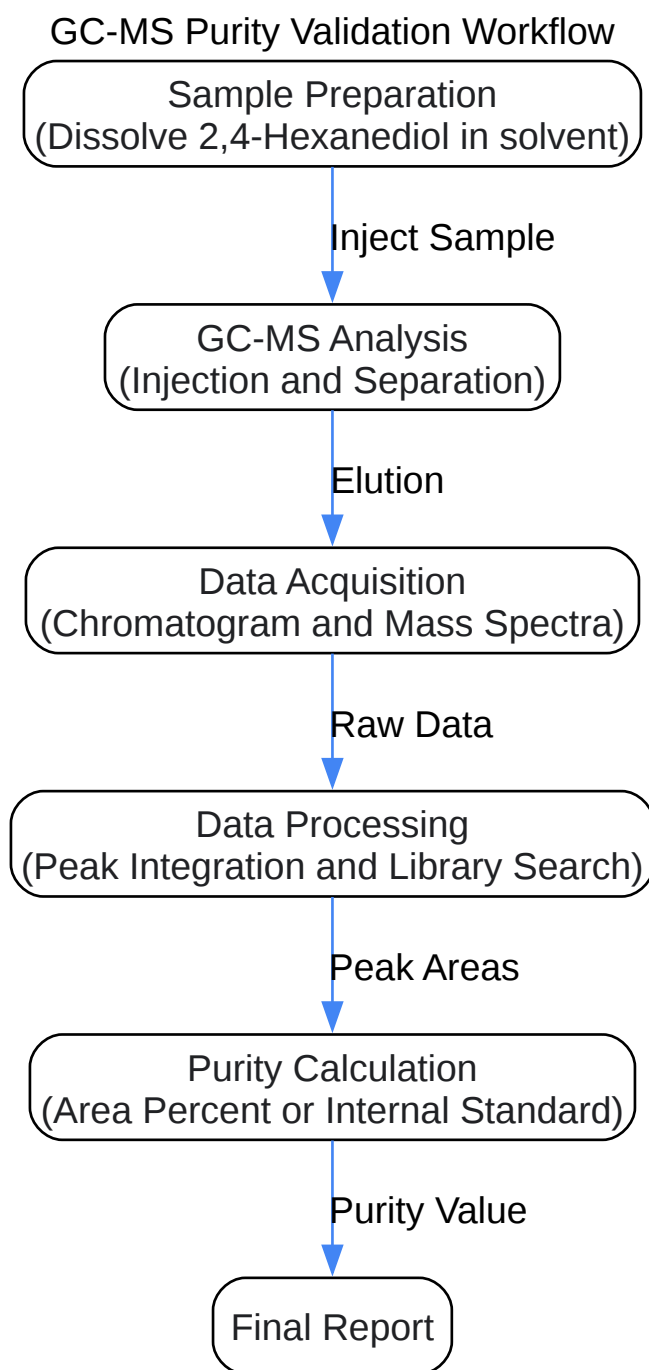 GC-MS Purity Validation Workflow
Sample Preparation
(Dissolve 2,4-Hexanediol in solvent)
Inject Sample
GC-MS Analysis
(Injection and Separation)
Elution
Data Acquisition
(Chromatogram and Mass Spectra)
Raw Data
Data Processing
(Peak Integration and Library Search)
Peak Areas
Purity Calculation
(Area Percent or Internal Standard)
Purity Value
Final Report